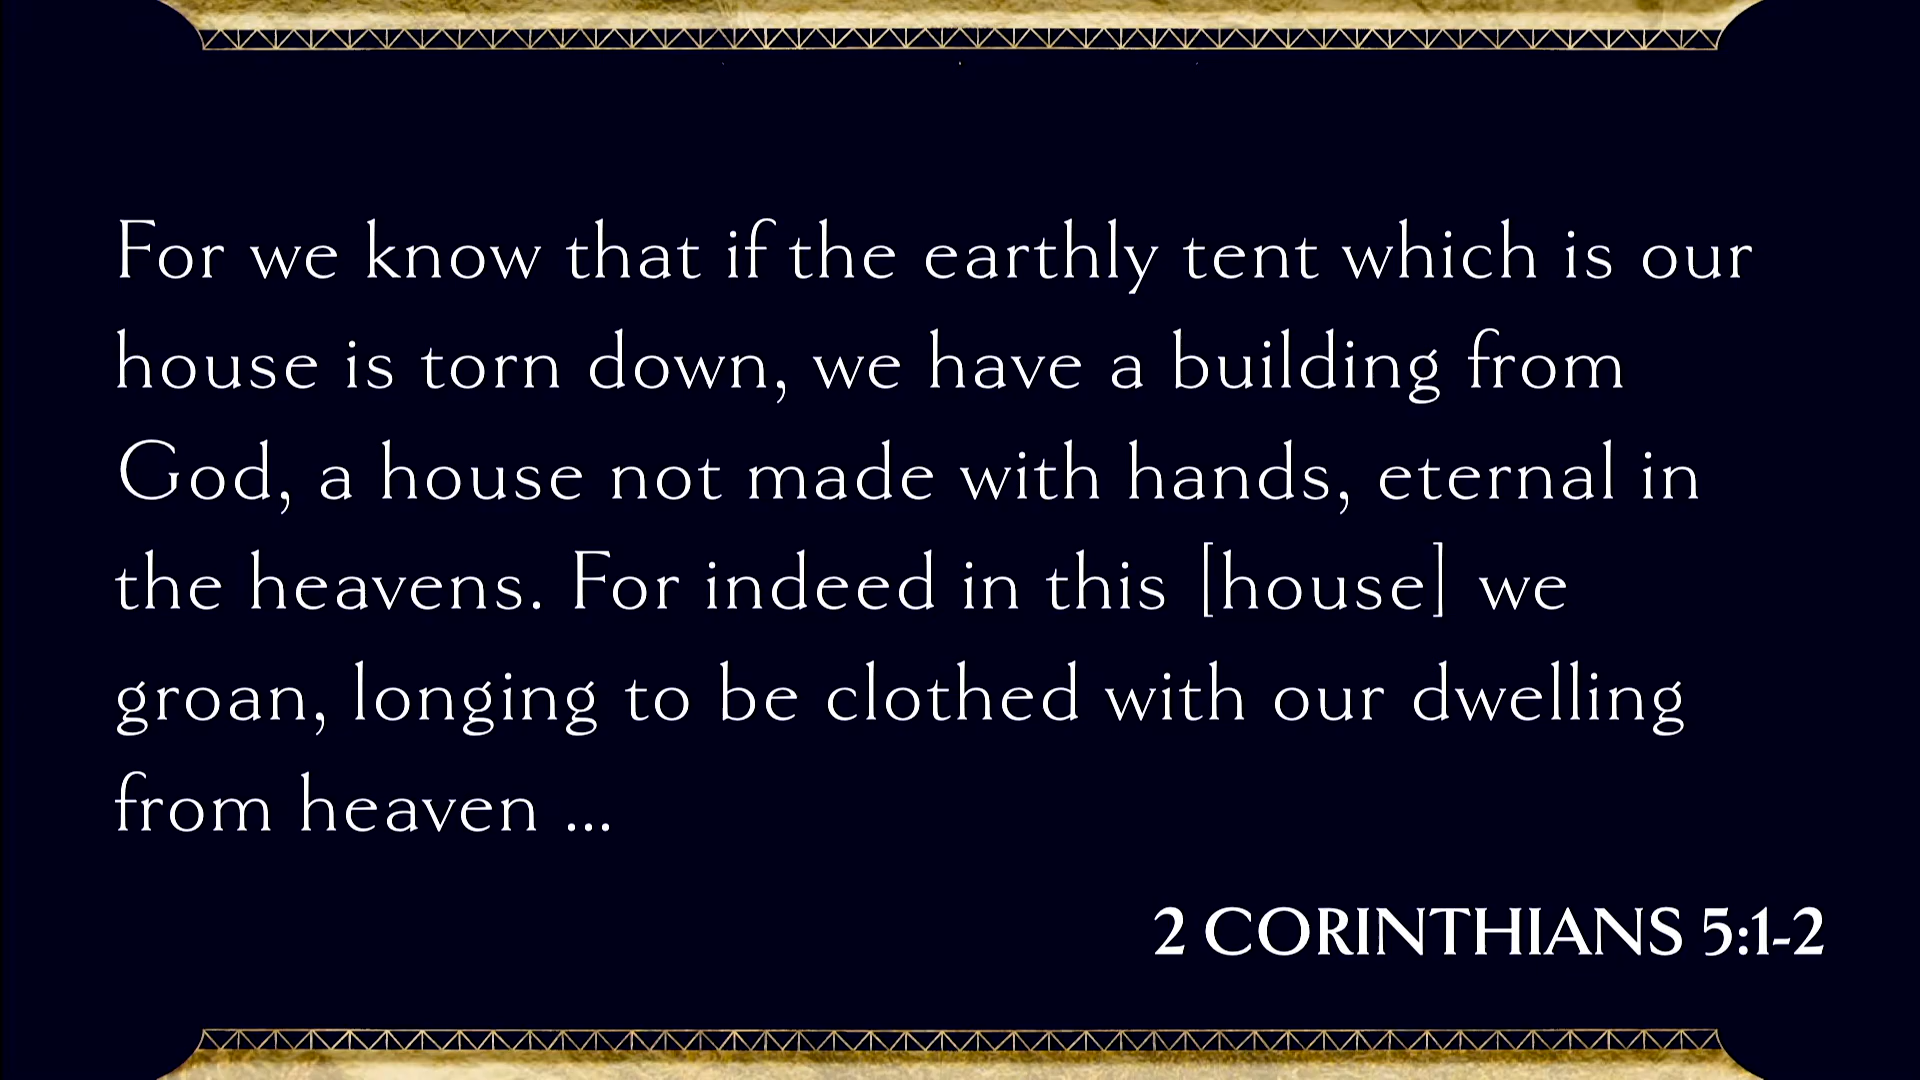 For we know that if the earthly tent which is our
house is torn down, we have a building from
God, a house not made with hands, eternal in
the heavens. For indeed in this [house] we
groan, longing to be clothed with our dwelling
from heaven ...
2 CORINTHIANS 5:1-2